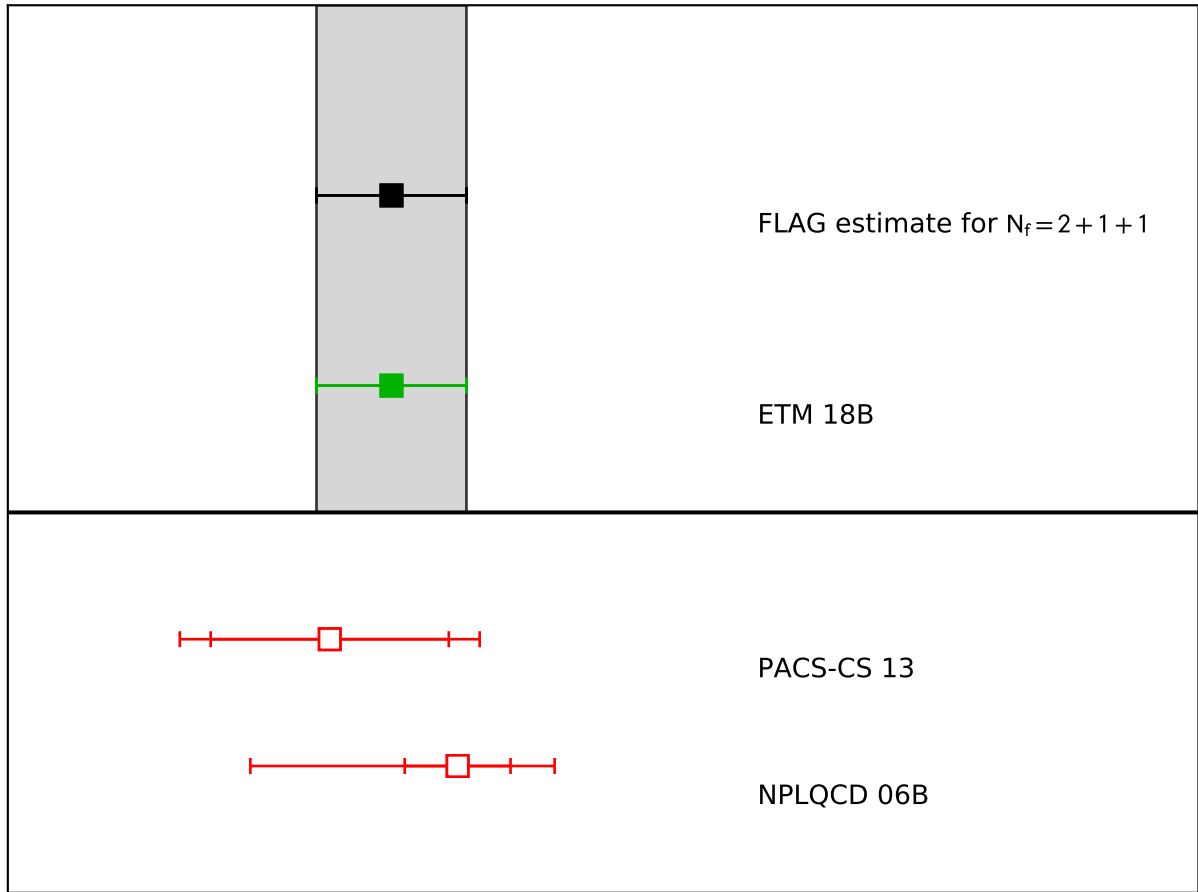 FLAG estimate for N_f=2+1+1
ETM 18B
PACS-CS 13
NPLQCD 06B